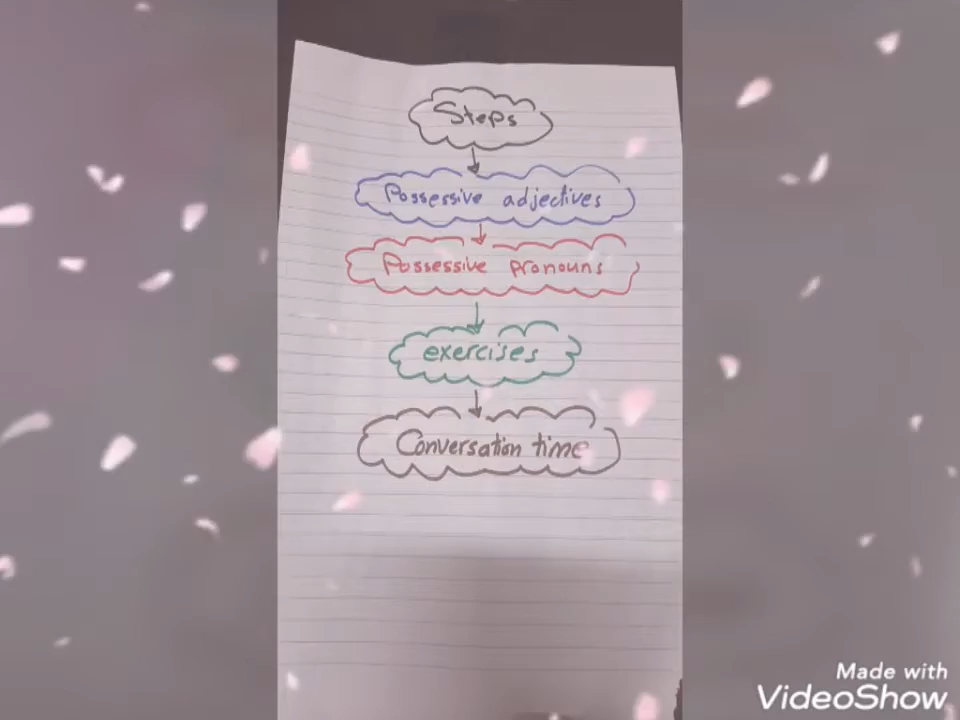 Steps
Possessive adjectives
Possessive pronouns
exercises
Conversation time
Made with
VideoShow